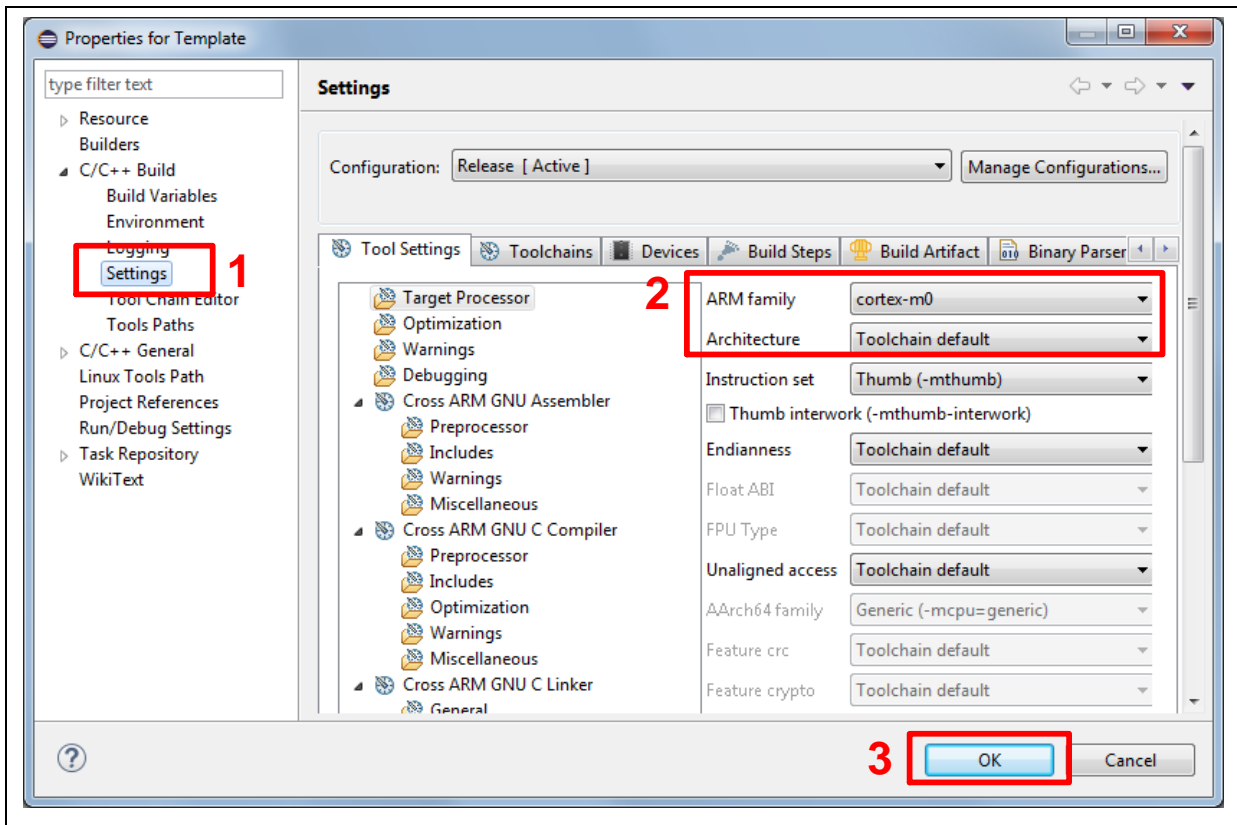 Properties for Template
type filter text
Resource
Builders
C/C++ Build
Build Variables
Environment
Logging
Settings
1
Tool Chain Editor
Tools Paths
C/C++ General
Linux Tools Path
Project References
Run/Debug Settings
Task Repository
WikiText
Settings
Configuration: Release [ Active ] Manage Configurations...
Tool Settings Toolchains Devices Build Steps Build Artifact Binary Parser
Target Processor
Optimization
Warnings
Debugging
Cross ARM GNU Assembler
Preprocessor
Includes
Warnings
Miscellaneous
Cross ARM GNU C Compiler
Preprocessor
Includes
Optimization
Warnings
Miscellaneous
Cross ARM GNU C Linker
General
2
ARM family cortex-m0
Architecture Toolchain default
Instruction set Thumb (-mthumb)
Thumb interwork (-mthumb-interwork)
Endianness Toolchain default
Float ABI Toolchain default
FPU Type Toolchain default
Unaligned access Toolchain default
AArch64 family Generic (-mcpu=generic)
Feature crc Toolchain default
Feature crypto Toolchain default
?
3
OK Cancel